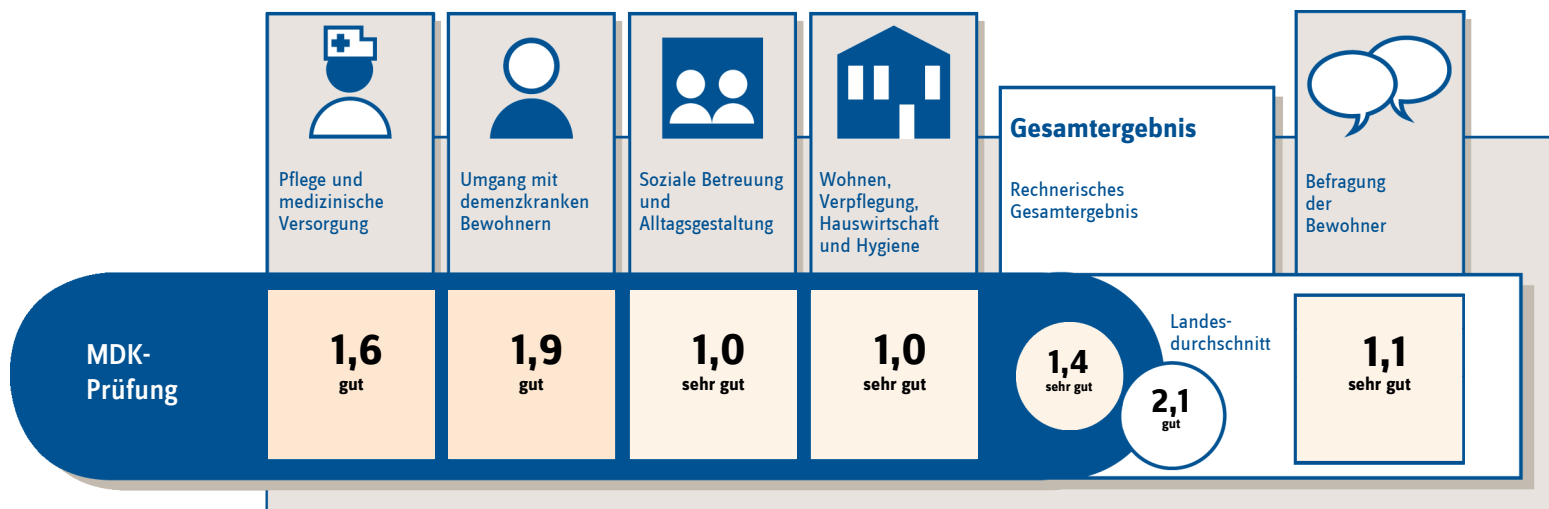 Pflege und
medizinische
Versorgung
Umgang mit
demenzkranken
Bewohnern
Soziale Betreuung
und
Alltagsgestaltung
Wohnen,
Verpflegung,
Hauswirtschaft
und Hygiene
Gesamtergebnis
Rechnerisches
Gesamtergebnis
Befragung
der
Bewohner
MDK-
Prüfung
1,6
gut
1,9
gut
1,0
sehr gut
1,0
sehr gut
1,4
sehr gut
Landes-
durchschnitt
2,1
gut
1,1
sehr gut